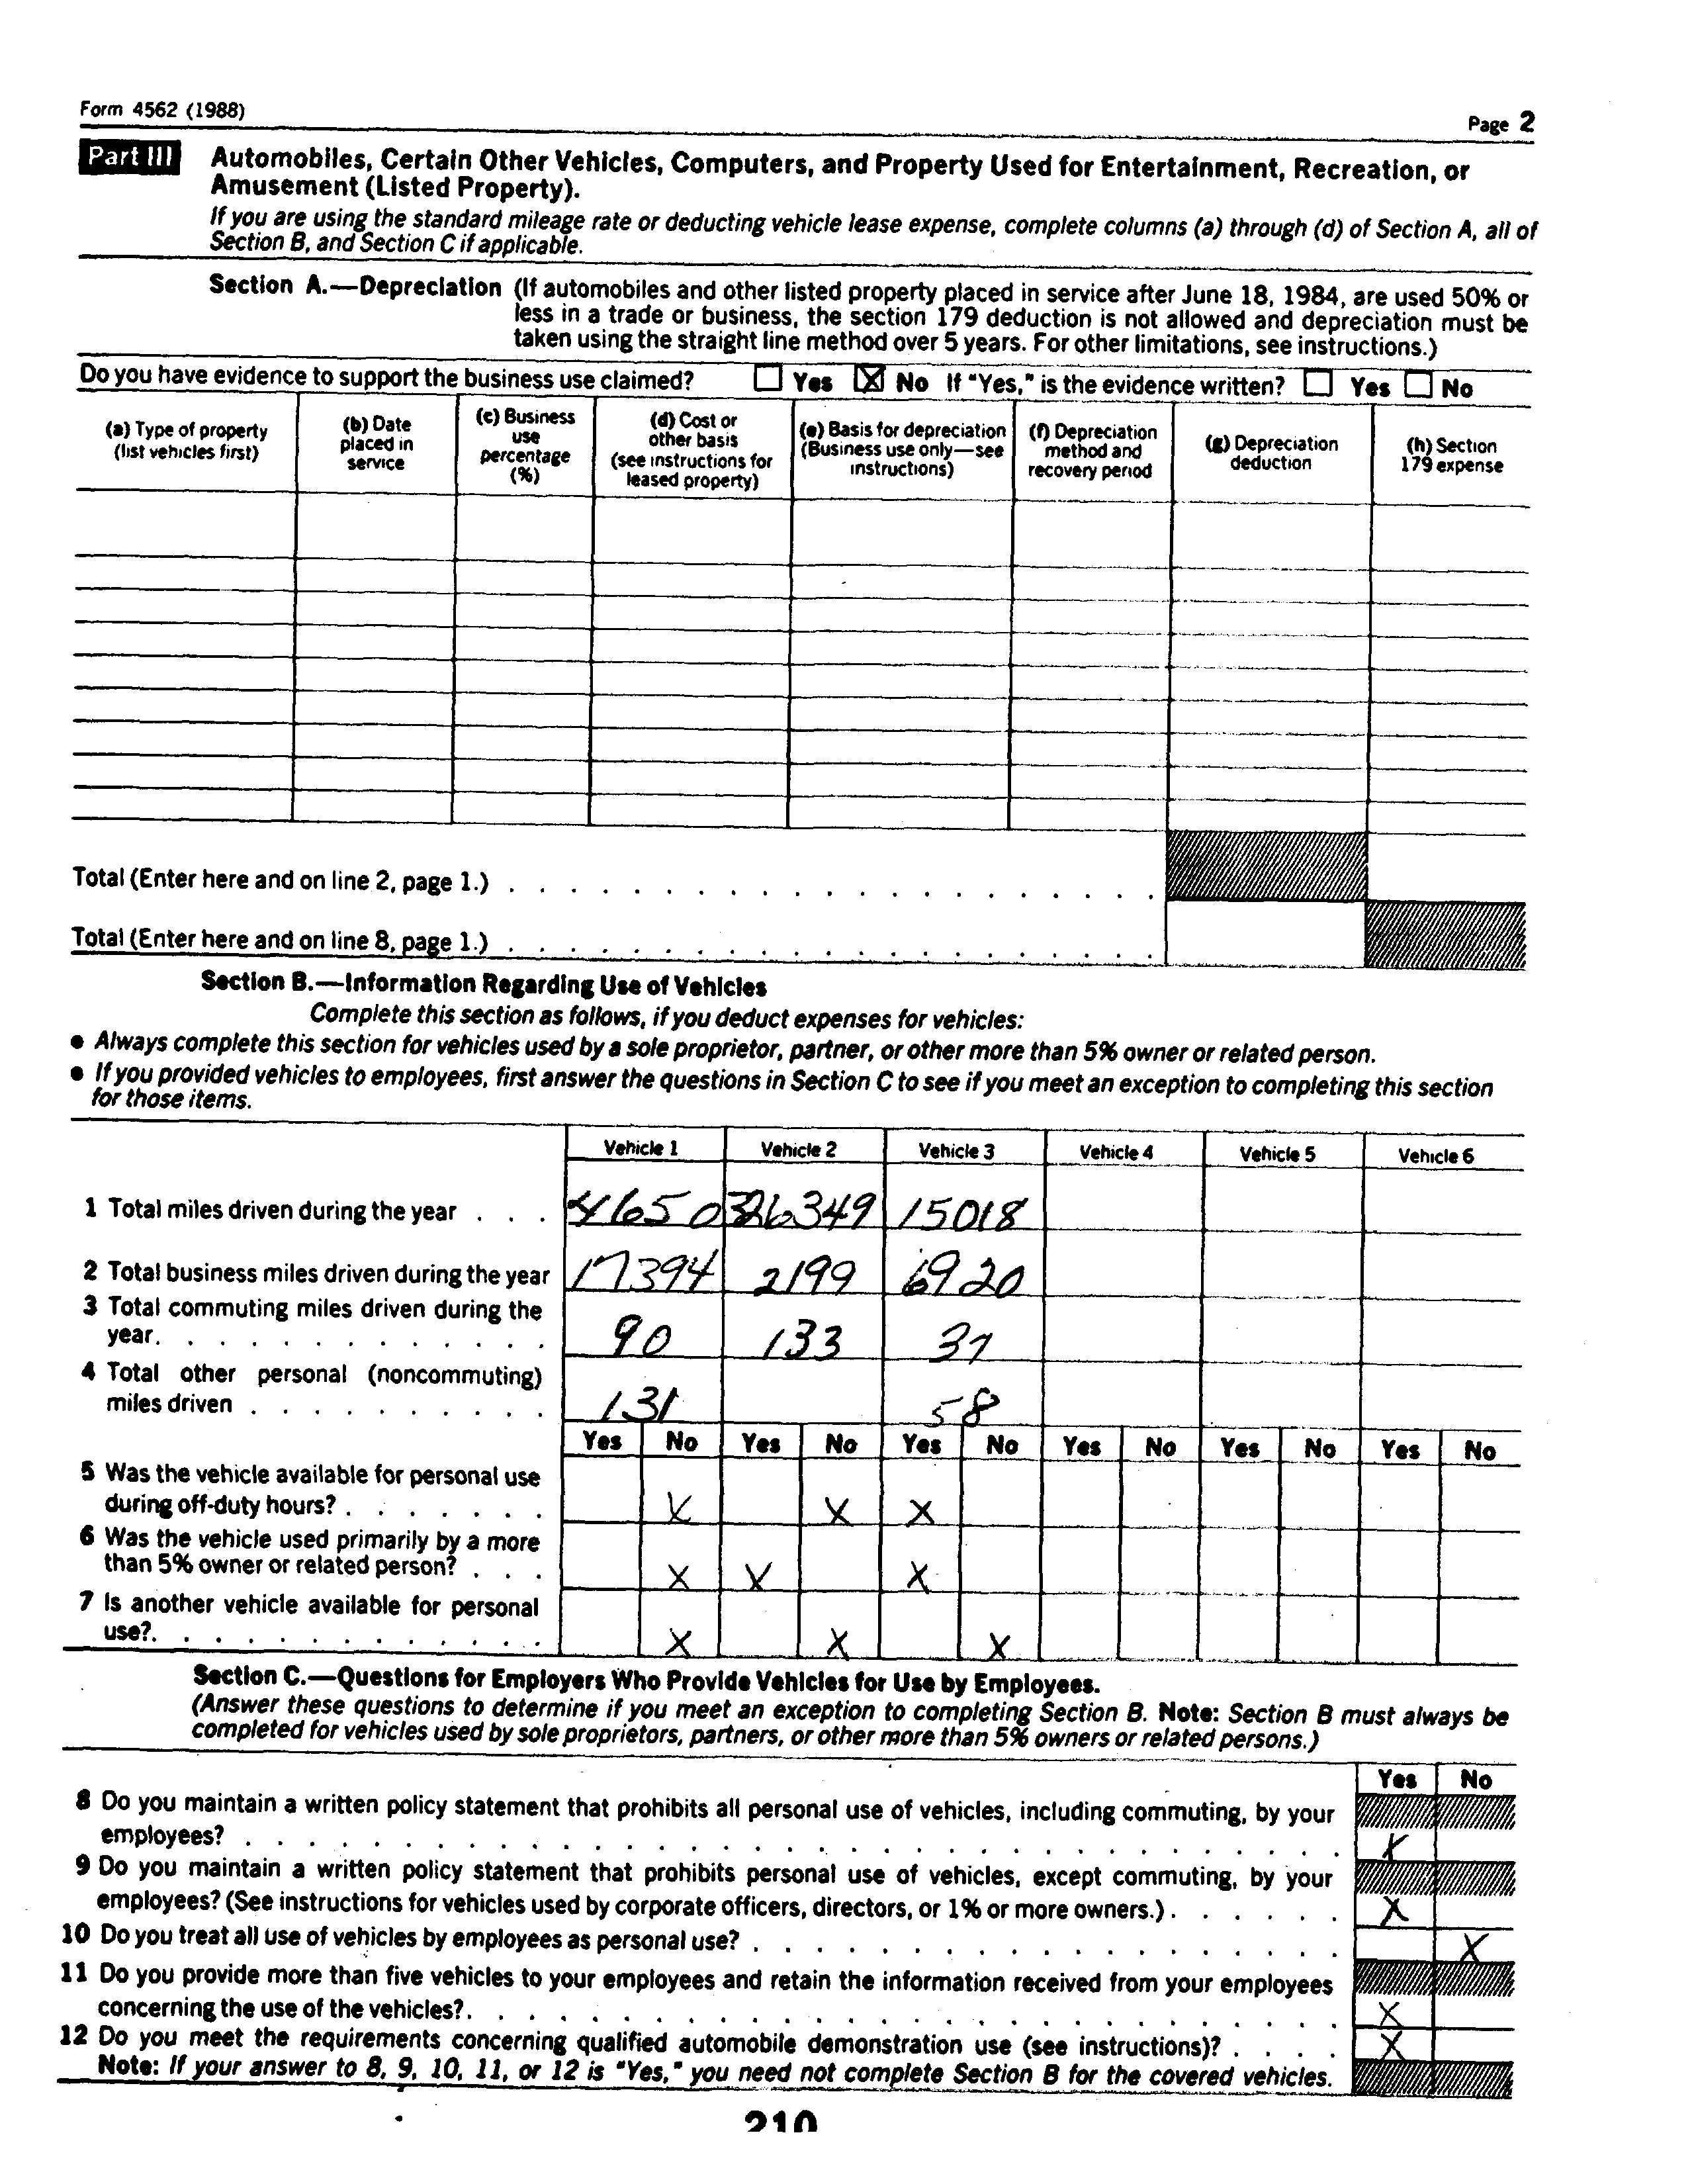 Form 4562 (1988)
Page 2
Part III Automobiles, Certain Other Vehicles, Computers, and Property Used for Entertainment, Recreation, or
Amusement (Listed Property).
If you are using the standard mileage rate or deducting vehicle lease expense, complete columns (a) through (d) of Section A, all of
Section B, and Section C if applicable.
Section A.—Depreciation (If automobiles and other listed property placed in service after June 18, 1984, are used 50% or
less in a trade or business, the section 179 deduction is not allowed and depreciation must be
taken using the straight line method over 5 years. For other limitations, see instructions.)
Do you have evidence to support the business use claimed? Yes X No If "Yes," is the evidence written? Yes No
(a) Type of property
(list vehicles first)
(b) Date
placed in
service
(c) Business
use
percentage
(%)
(d) Cost or
other basis
(see instructions for
leased property)
(e) Basis for depreciation
(Business use only—see
instructions)
(f) Depreciation
method and
recovery period
(g) Depreciation
deduction
(h) Section
179 expense
Total (Enter here and on line 2, page 1.)
Total (Enter here and on line 8, page 1.)
Section B.—Information Regarding Use of Vehicles
Complete this section as follows, if you deduct expenses for vehicles:
● Always complete this section for vehicles used by a sole proprietor, partner, or other more than 5% owner or related person.
● If you provided vehicles to employees, first answer the questions in Section C to see if you meet an exception to completing this section
for those items.
Vehicle 1 Vehicle 2 Vehicle 3 Vehicle 4 Vehicle 5 Vehicle 6
1 Total miles driven during the year . . . 15018
2 Total business miles driven during the year 17394 2199 6920
3 Total commuting miles driven during the
year. . . . . . . . . . . . . 90 133 37
4 Total other personal (noncommuting)
miles driven . . . . . . . . . . 131 58
Yes No Yes No Yes No Yes No Yes No Yes No
5 Was the vehicle available for personal use
during off-duty hours? . . . . . . . X X X
6 Was the vehicle used primarily by a more
than 5% owner or related person? . . . X X X
7 Is another vehicle available for personal
use?. . . . . . . . . . . . . X X X
Section C.—Questions for Employers Who Provide Vehicles for Use by Employees.
(Answer these questions to determine if you meet an exception to completing Section B. Note: Section B must always be
completed for vehicles used by sole proprietors, partners, or other more than 5% owners or related persons.)
Yes No
8 Do you maintain a written policy statement that prohibits all personal use of vehicles, including commuting, by your
employees? X
9 Do you maintain a written policy statement that prohibits personal use of vehicles, except commuting, by your
employees? (See instructions for vehicles used by corporate officers, directors, or 1% or more owners.) . . . . . . X
10 Do you treat all use of vehicles by employees as personal use? X
11 Do you provide more than five vehicles to your employees and retain the information received from your employees
concerning the use of the vehicles?. X
12 Do you meet the requirements concerning qualified automobile demonstration use (see instructions)? . . . . X
Note: If your answer to 8, 9, 10, 11, or 12 is "Yes," you need not complete Section B for the covered vehicles.
210